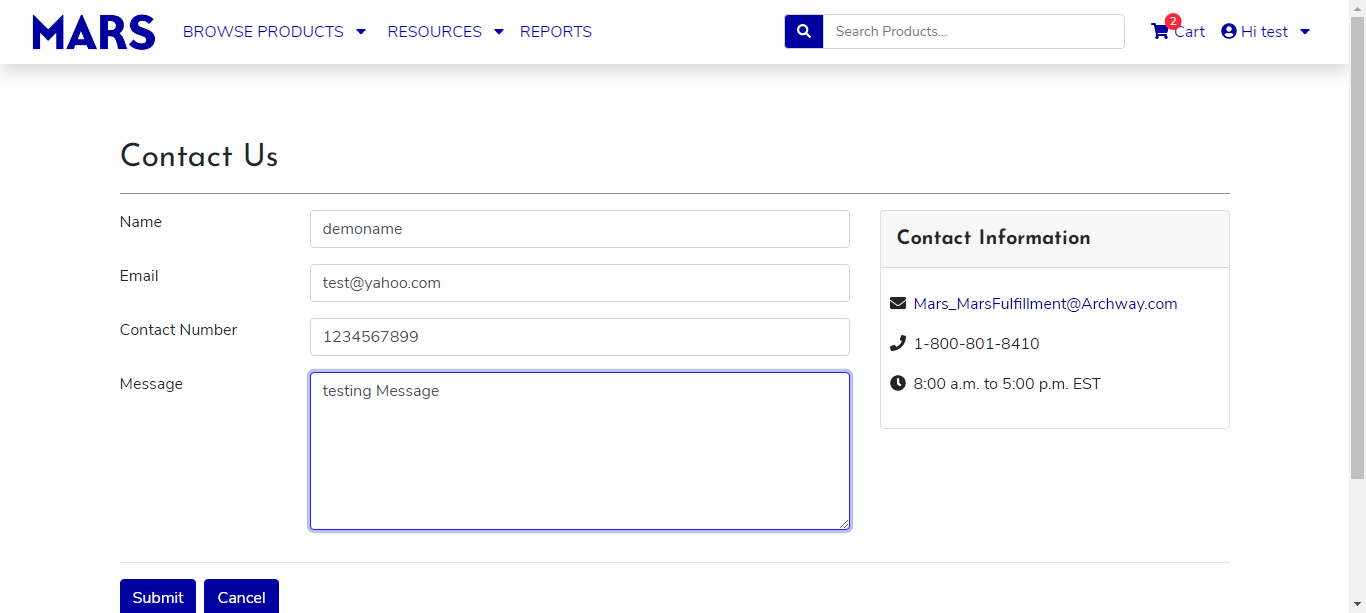 MARS BROWSE PRODUCTS RESOURCES REPORTS Search Products... 2 Cart Hi test
Contact Us
Name demoname
Email test@yahoo.com
Contact Number 1234567899
Message testing Message
Contact Information
Mars_MarsFulfillment@Archway.com
1-800-801-8410
8:00 a.m. to 5:00 p.m. EST
Submit Cancel